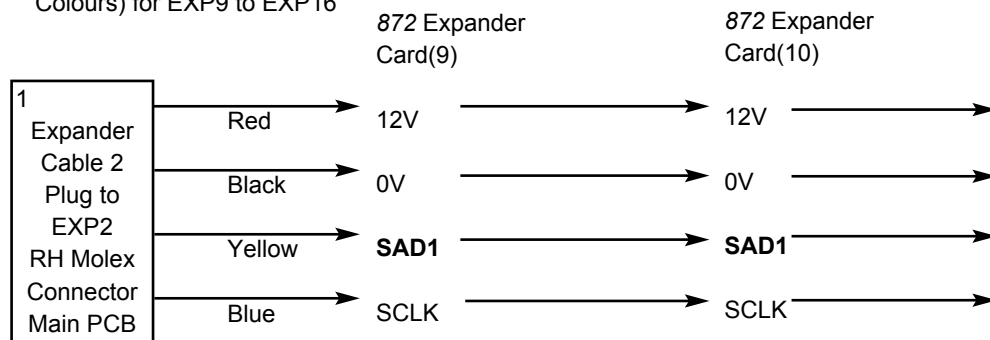 Colours) for EXP9 to EXP16
872 Expander
Card(9)
872 Expander
Card(10)
1
Expander
Cable 2
Plug to
EXP2
RH Molex
Connector
Main PCB
Red
Black
Yellow
Blue
12V
0V
SAD1
SCLK
12V
0V
SAD1
SCLK